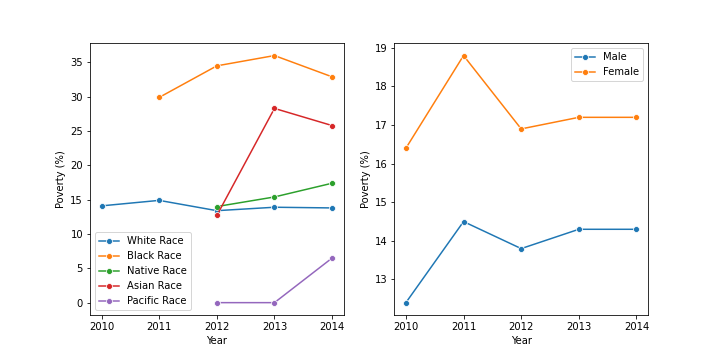 35
30
25
20
15
10
5
0
Poverty (%)
White Race
Black Race
Native Race
Asian Race
Pacific Race
2010 2011 2012 2013 2014
Year
19
18
17
16
15
14
13
Poverty (%)
Male
Female
2010 2011 2012 2013 2014
Year